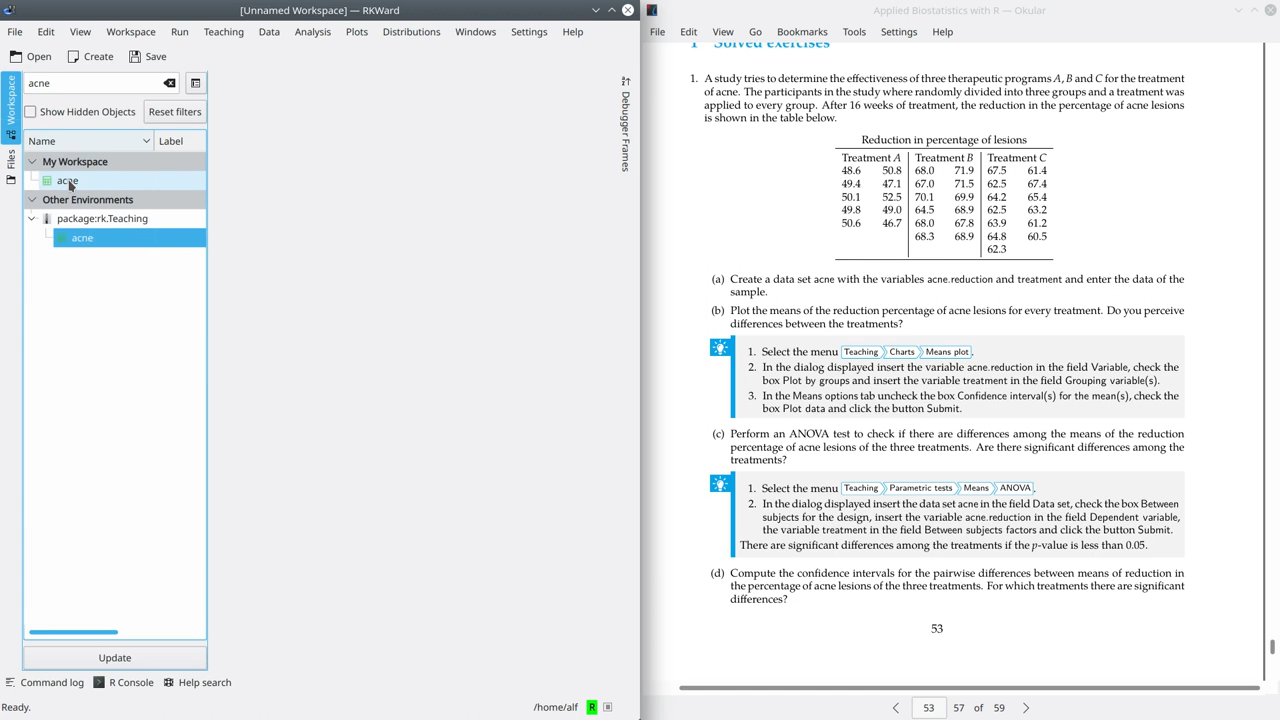 [Unnamed Workspace] — RKWard
File Edit View Workspace Run Teaching Data Analysis Plots Distributions Windows Settings Help
Open Create Save
Workspace
Files
acne
Show Hidden Objects Reset filters
Name Label
My Workspace
acne
Other Environments
package:rk.Teaching
acne
Update
Debugger Frames
Command log R Console Help search
Ready. /home/alf R
Applied Biostatistics with R — Okular
File Edit View Go Bookmarks Tools Settings Help
1 Solved exercises
1. A study tries to determine the effectiveness of three therapeutic programs A, B and C for the treatment
of acne. The participants in the study where randomly divided into three groups and a treatment was
applied to every group. After 16 weeks of treatment, the reduction in the percentage of acne lesions
is shown in the table below.
Reduction in percentage of lesions
Treatment A Treatment B Treatment C
48.6 50.8 68.0 71.9 67.5 61.4
49.4 47.1 67.0 71.5 62.5 67.4
50.1 52.5 70.1 69.9 64.2 65.4
49.8 49.0 64.5 68.9 62.5 63.2
50.6 46.7 68.0 67.8 63.9 61.2
68.3 68.9 64.8 60.5
62.3
(a) Create a data set acne with the variables acne.reduction and treatment and enter the data of the
sample.
(b) Plot the means of the reduction percentage of acne lesions for every treatment. Do you perceive
differences between the treatments?
1. Select the menu Teaching Charts Means plot.
2. In the dialog displayed insert the variable acne.reduction in the field Variable, check the
box Plot by groups and insert the variable treatment in the field Grouping variable(s).
3. In the Means options tab uncheck the box Confidence interval(s) for the mean(s), check the
box Plot data and click the button Submit.
(c) Perform an ANOVA test to check if there are differences among the means of the reduction
percentage of acne lesions of the three treatments. Are there significant differences among the
treatments?
1. Select the menu Teaching Parametric tests Means ANOVA.
2. In the dialog displayed insert the data set acne in the field Data set, check the box Between
subjects for the design, insert the variable acne.reduction in the field Dependent variable,
the variable treatment in the field Between subjects factors and click the button Submit.
There are significant differences among the treatments if the p-value is less than 0.05.
(d) Compute the confidence intervals for the pairwise differences between means of reduction in
the percentage of acne lesions of the three treatments. For which treatments there are significant
differences?
53
53 57 of 59